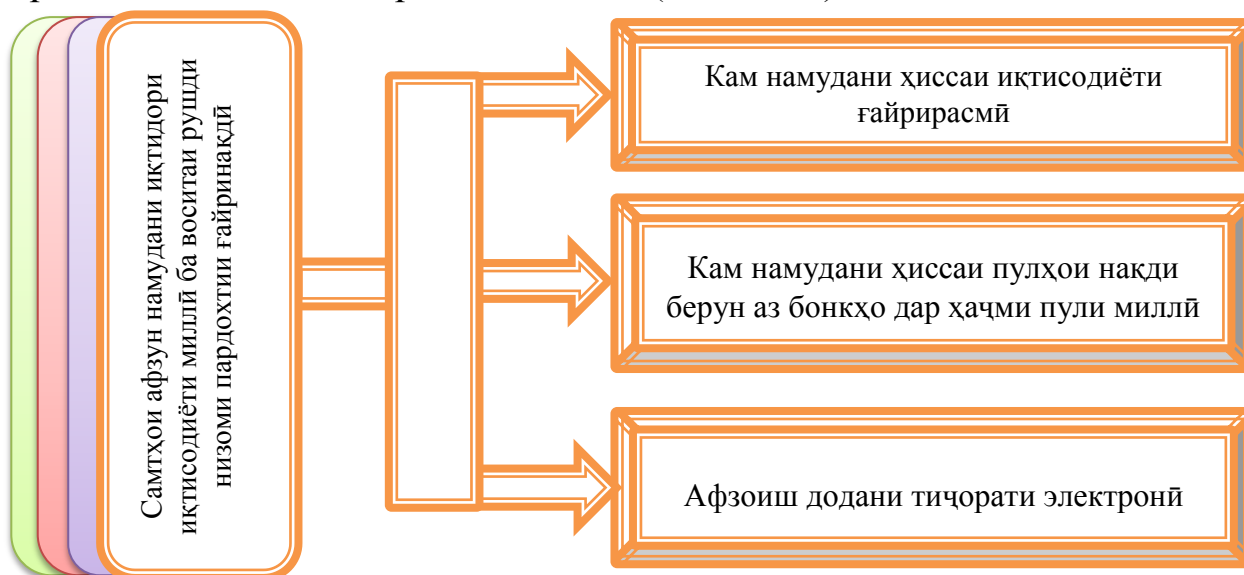 Самтҳои афзун намудани иқтидори
иқтисодиёти миллӣ ба воситаи рушди
низоми пардохтии ғайринақдӣ
Кам намудани ҳиссаи иқтисодиёти
ғайрирасмӣ
Кам намудани ҳиссаи пулҳои нақди
берун аз бонкҳо дар ҳаҷми пули миллӣ
Афзоиш додани тиҷорати электронӣ